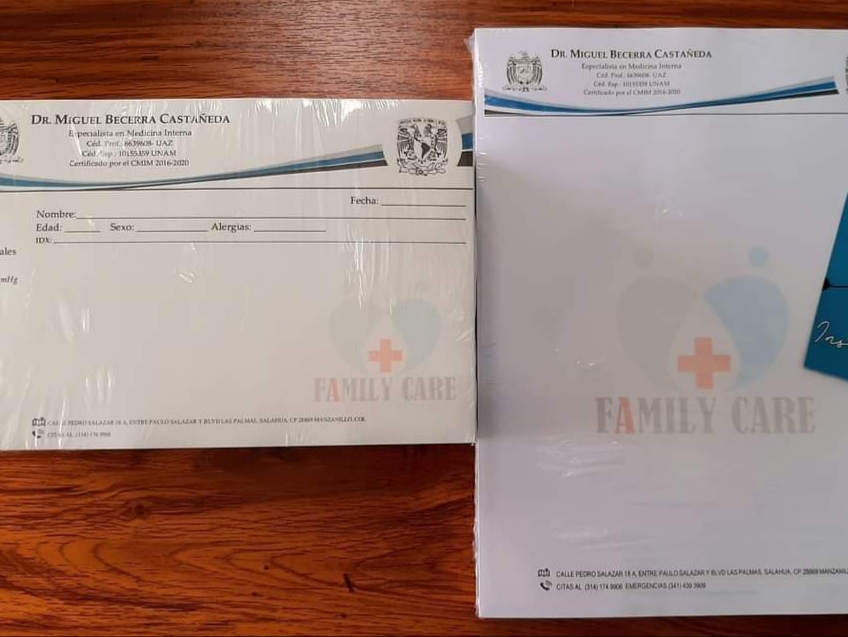 DR. MIGUEL BECERRA CASTAÑEDA
Especialista en Medicina Interna
Céd. Prof.: 6639608- UAZ
Céd. Esp.: 10155359 UNAM
Certificado por el CMIM 2016-2020
Fecha:
Nombre:
Edad: Sexo: Alergias:
IDX:
ales
mmHg
FAMILY CARE
CALLE PEDRO SALAZAR 18 A, ENTRE PAULO SALAZAR Y BLVD LAS PALMAS, SALAHUA, CP 28869 MANZANILLO, COL.
CITAS AL (314) 174 9906
DR. MIGUEL BECERRA CASTAÑEDA
Especialista en Medicina Interna
Céd. Prof.: 6639608- UAZ
Céd. Esp.: 10155359 UNAM
Certificado por el CMIM 2016-2020
FAMILY CARE
CALLE PEDRO SALAZAR 18 A, ENTRE PAULO SALAZAR Y BLVD LAS PALMAS, SALAHUA, CP 28869 MANZANILL
CITAS AL (314) 174 9906 EMERGENCIAS (341) 439 3909